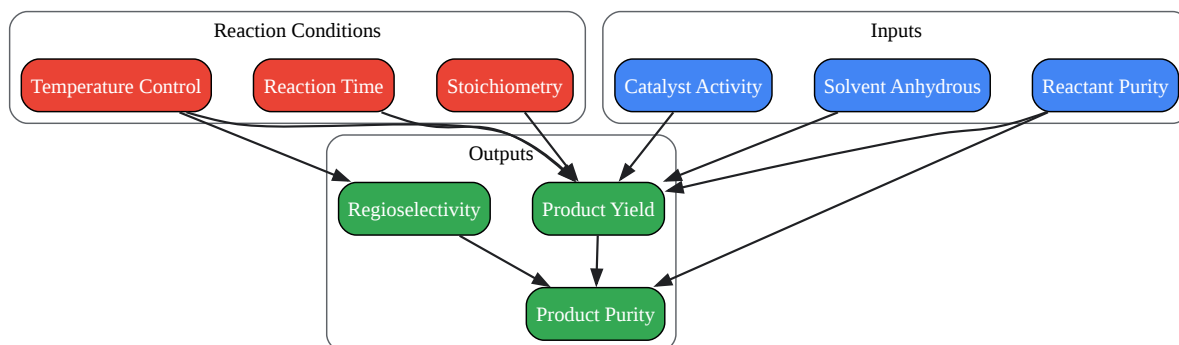 Reaction Conditions
Inputs
Temperature Control
Reaction Time
Stoichiometry
Catalyst Activity
Solvent Anhydrous
Reactant Purity
Outputs
Regioselectivity
Product Yield
Product Purity